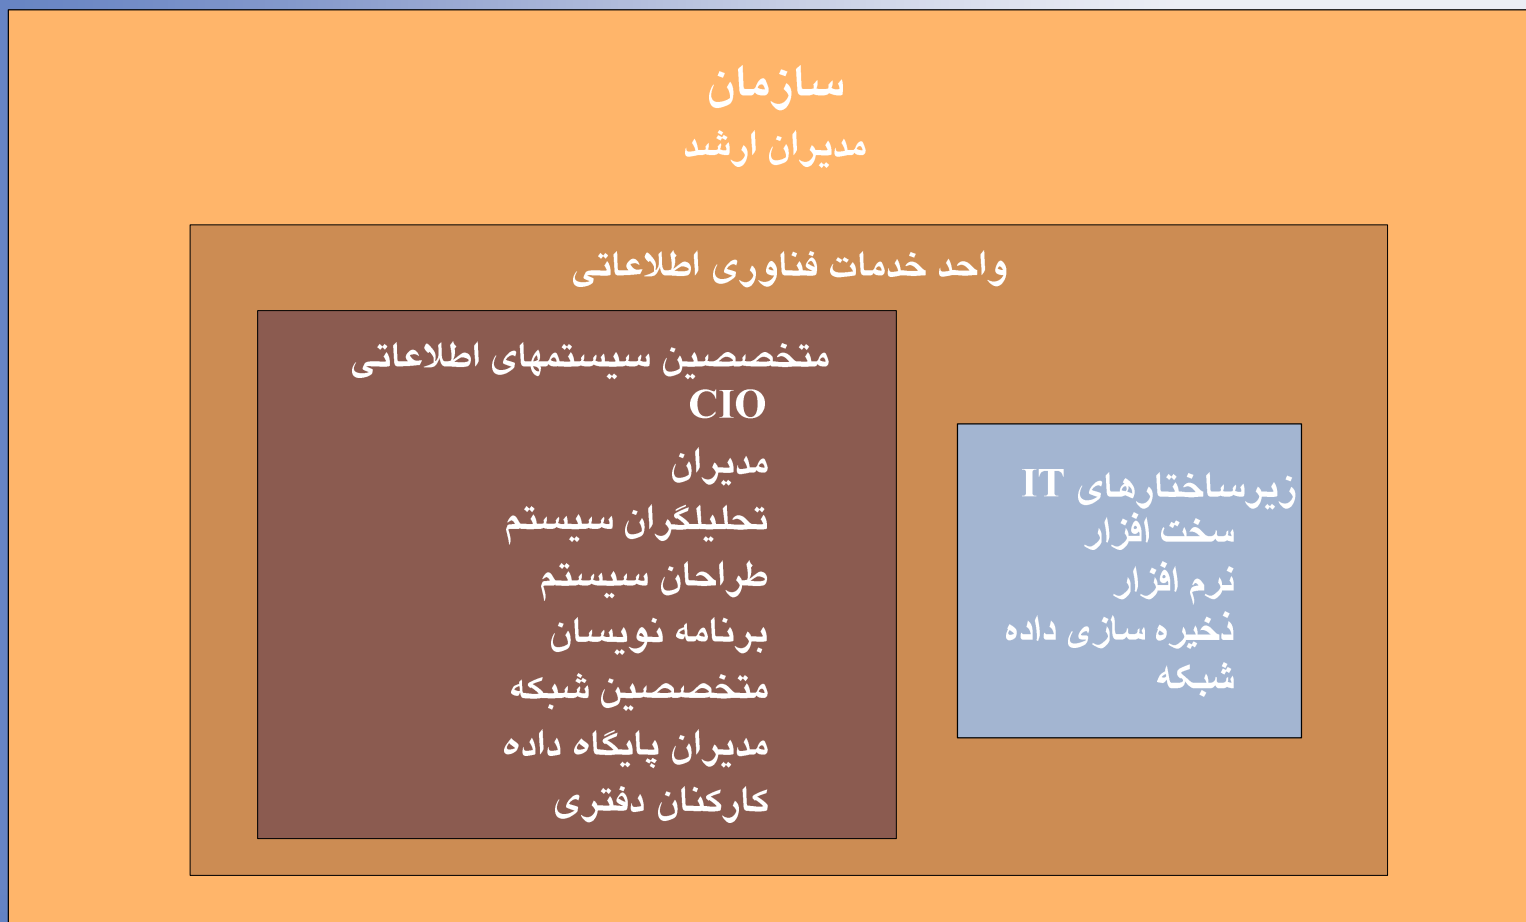 سازمان
مدیران ارشد
واحد خدمات فناوری اطلاعاتی
متخصصین سیستمهای اطلاعاتی
CIO
مدیران
تحلیلگران سیستم
طراحان سیستم
برنامه نویسان
متخصصین شبکه
مدیران پایگاه داده
کارکنان دفتری
زیرساختارهای IT
سخت افزار
نرم افزار
ذخیره سازی داده
شبکه